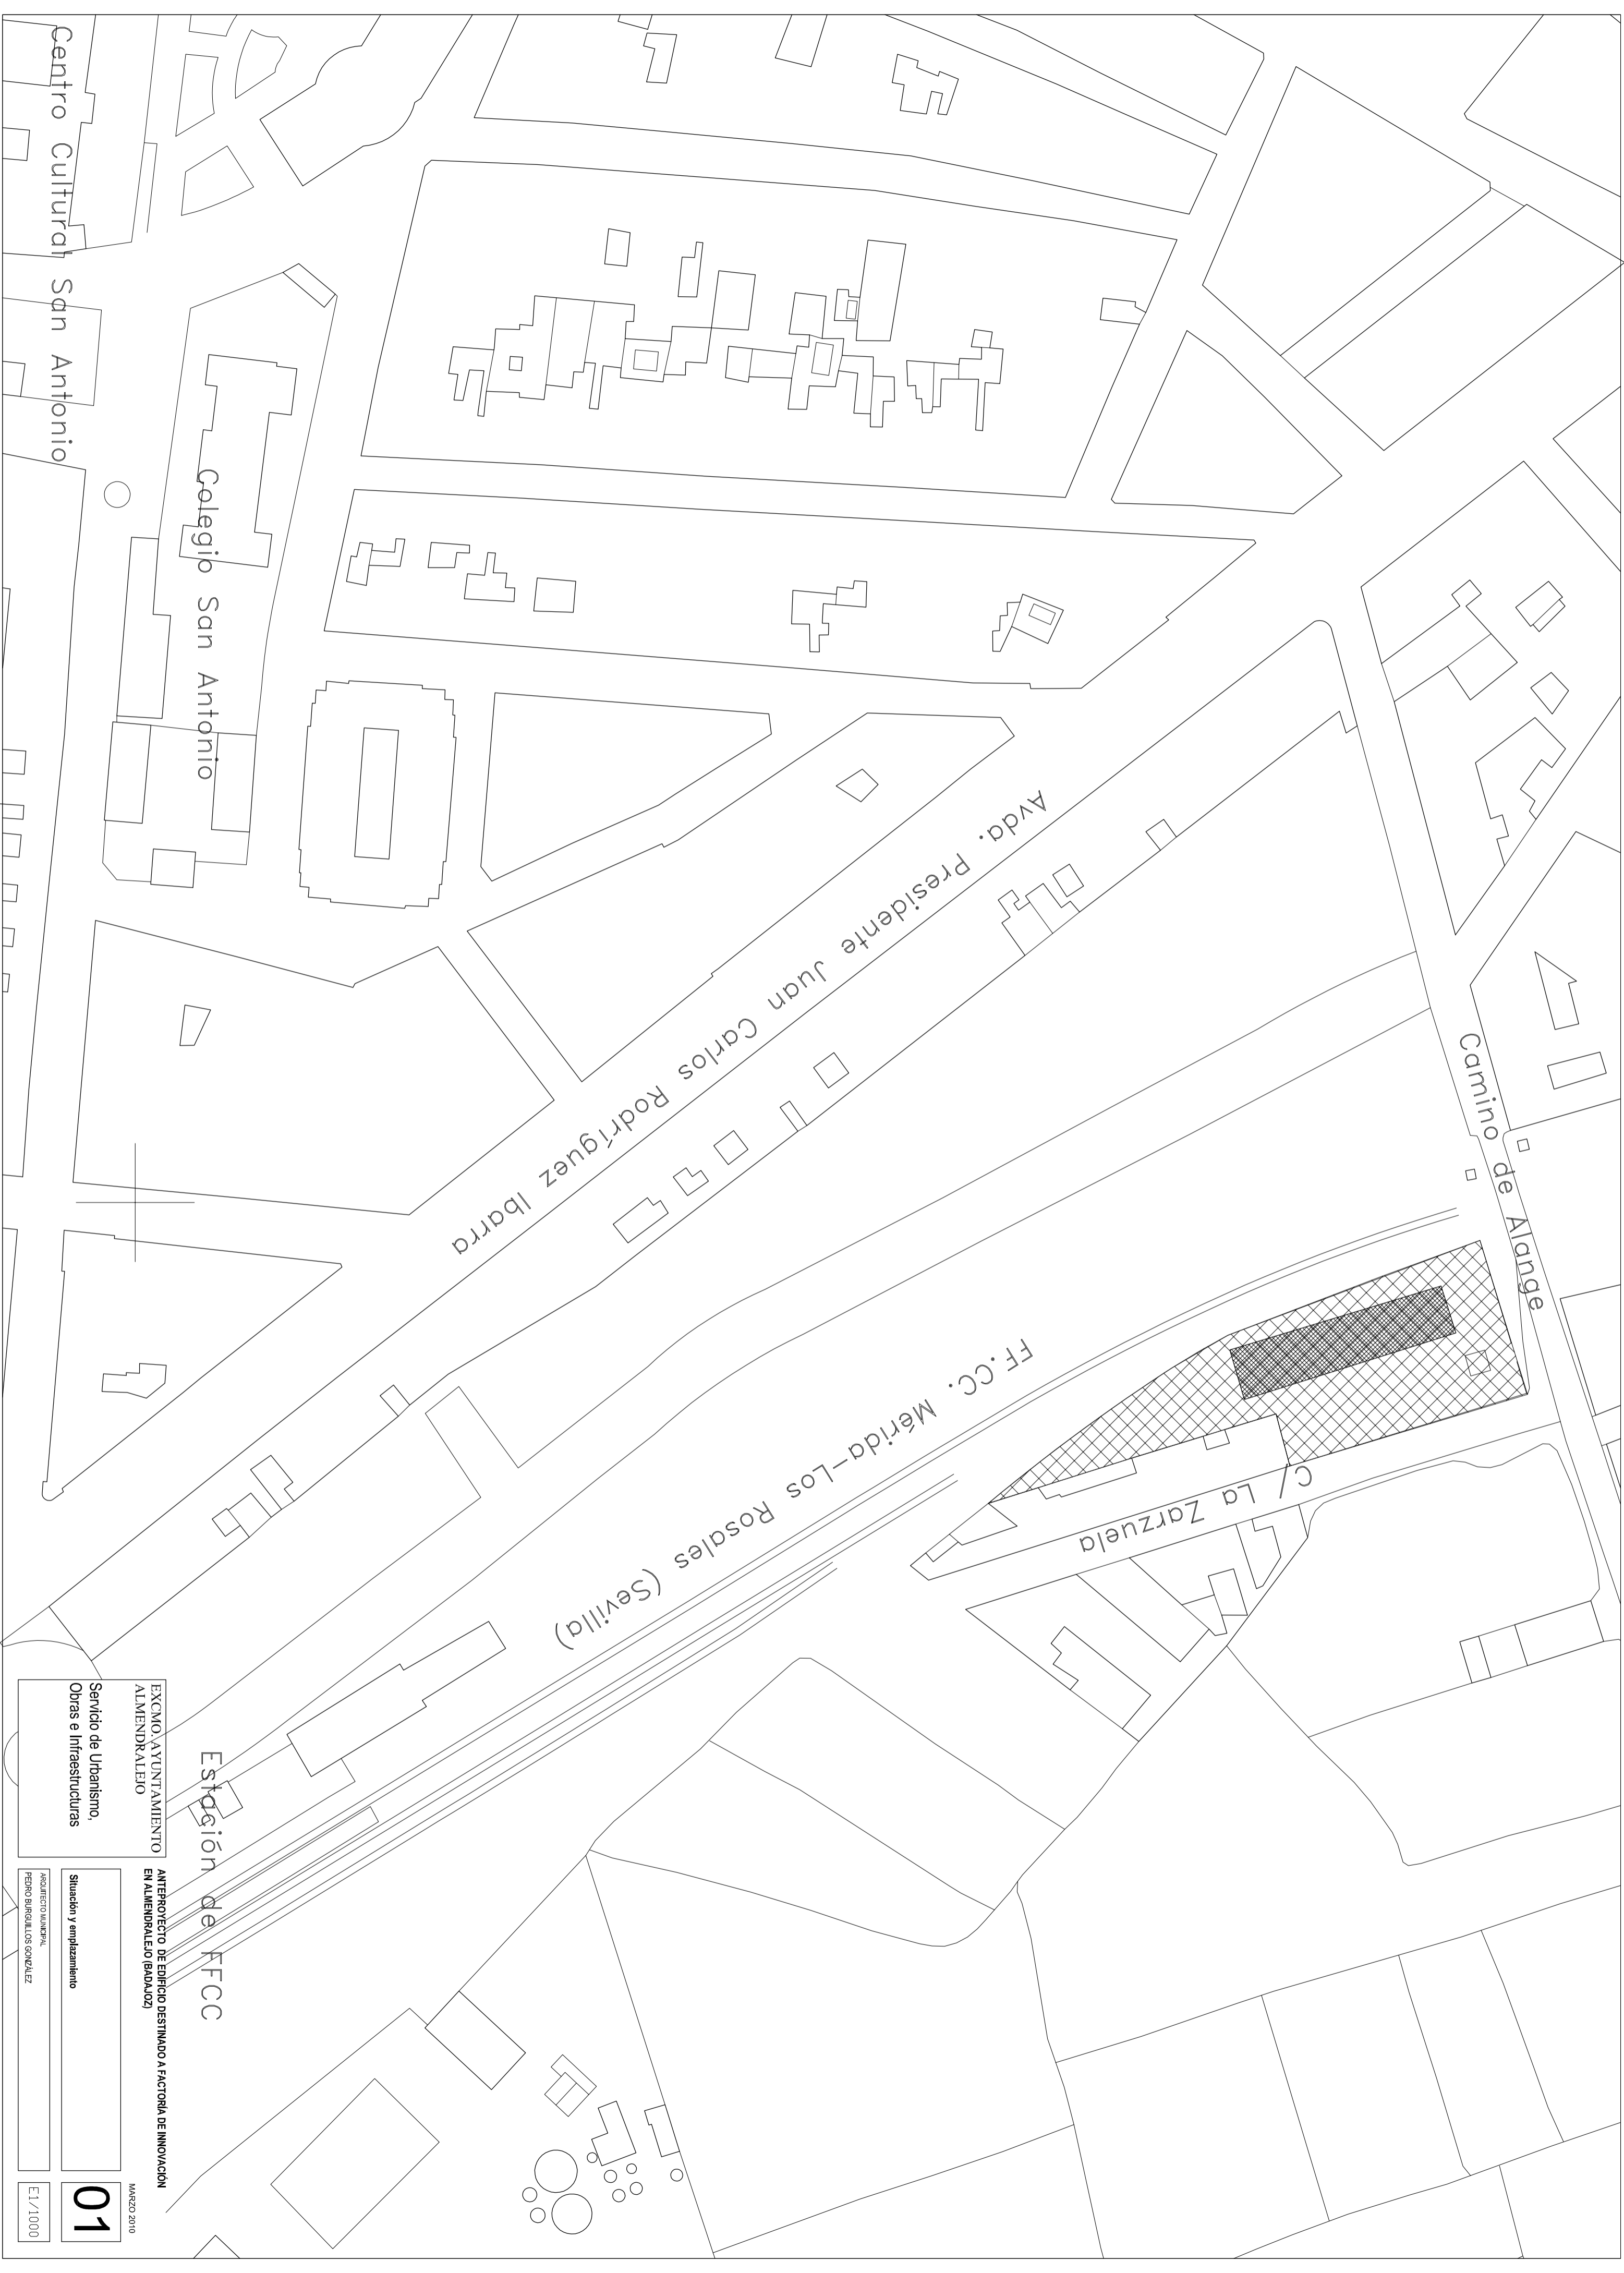 Centro Cultural San Antonio
Colegio San Antonio
Avda. Presidente Juan Carlos Rodríguez Ibarra
Camino de Alange
FF.CC. Mérida-Los Rosales (Sevilla)
C/ La Zarzuela
Estación de FFCC
EXCMO.AYUNTAMIENTO
ALMENDRALEJO
Servicio de Urbanismo,
Obras e Infraestructuras
ANTEPROYECTO DE EDIFICIO DESTINADO A FACTORÍA DE INNOVACIÓN
EN ALMENDRALEJO (BADAJOZ)
MARZO 2010
Situación y emplazamiento
01
ARQUITECTO MUNICIPAL
PEDRO BURGUILLOS GONZÁLEZ
E1/1000